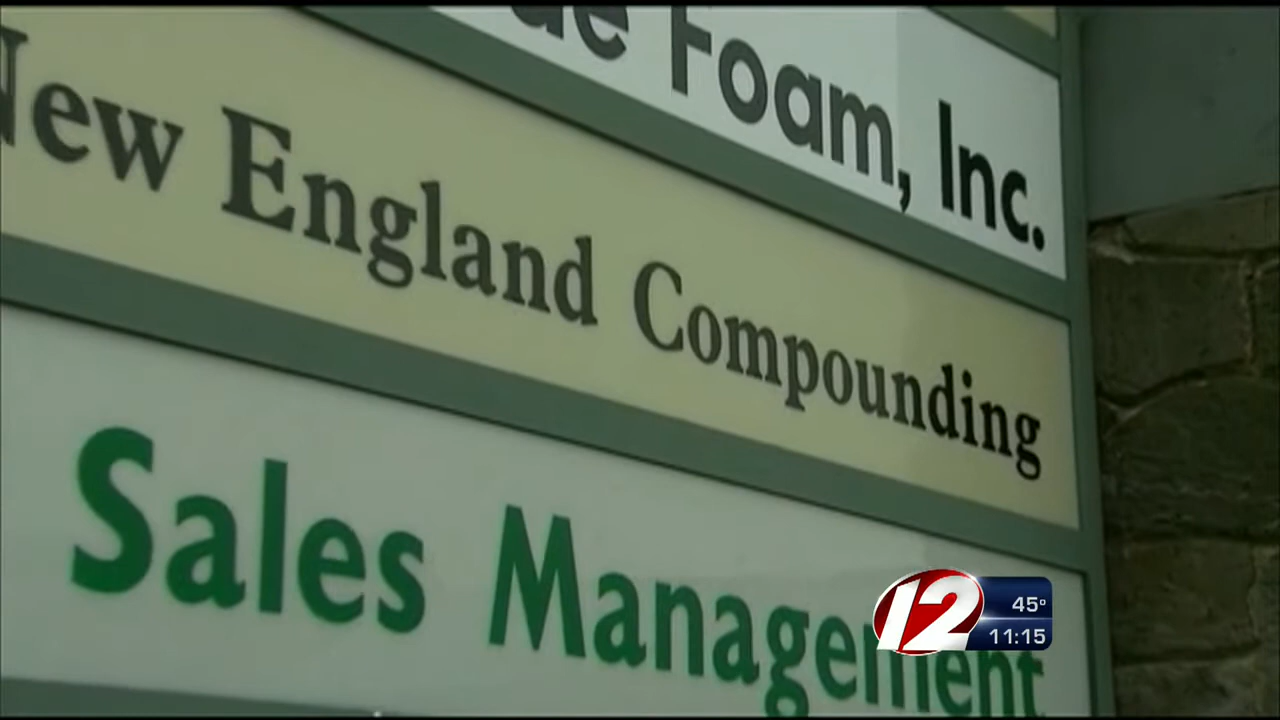 Foam, Inc.
New England Compounding
Sales Management
12
45°
11:15